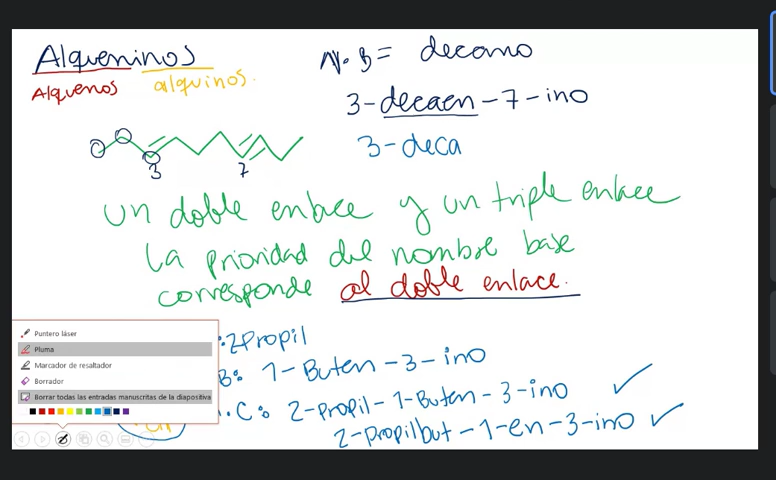 Alqueninos
Alquenos alquinos.
N.B= decano
3-decaen-7-ino
3-deca
3 7
un doble enlace y un triple enlace
la prioridad del nombre base
corresponde al doble enlace.
Puntero láser
Pluma
Marcador de resaltador
Borrador
Borrar todas las entradas manuscritas de la diapositiva
:2Propil
B: 1-Buten-3-ino
.C: 2-propil-1-Buten-3-ino
2-propilbut-1-en-3-ino